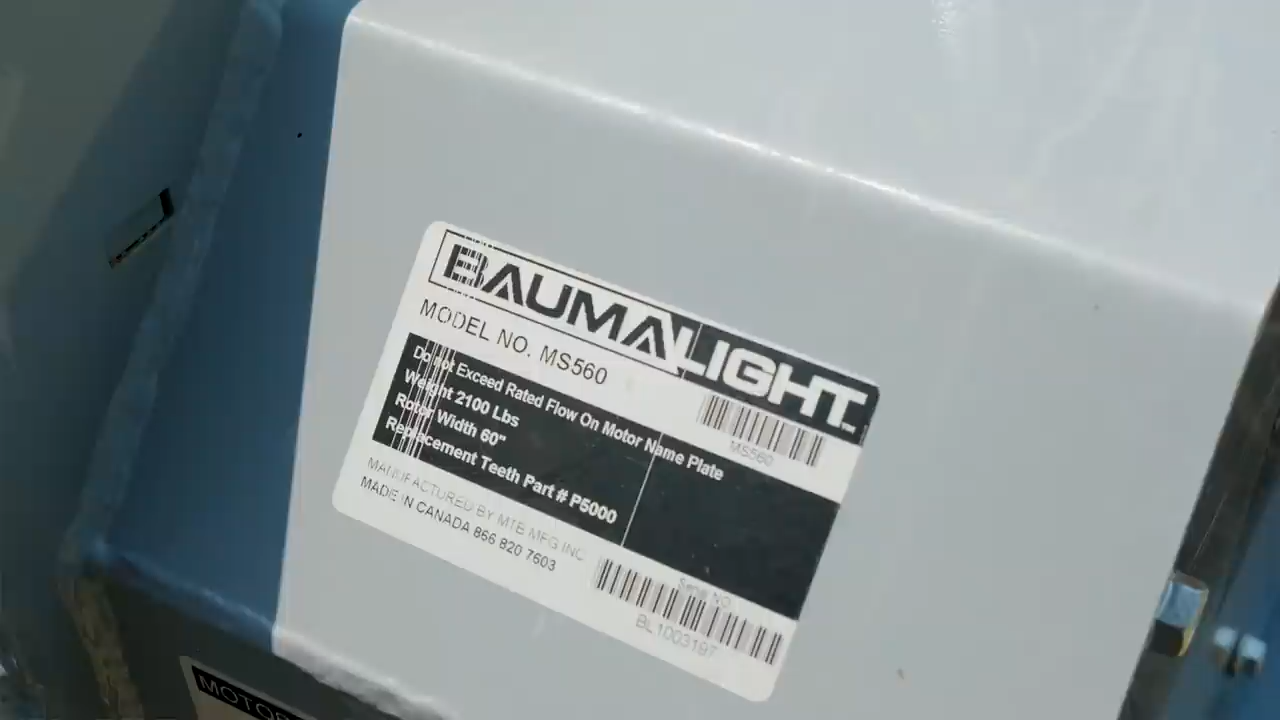 BAUMALIGHT.
MODEL NO. MS560
MS560
Do not Exceed Rated Flow On Motor Name Plate
Weight 2100 Lbs
Rotor Width 60"
Replacement Teeth Part # P5000
MANUFACTURED BY MTB MFG INC.
MADE IN CANADA 866 820 7603
Serial NO.
BL1003197
MOTOR